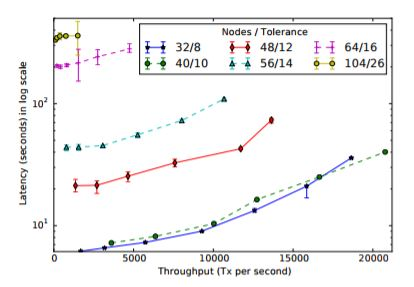 Nodes / Tolerance
32/8 48/12 64/16
40/10 56/14 104/26
Latency (seconds) in log scale
10²
10¹
0 5000 10000 15000 20000
Throughput (Tx per second)